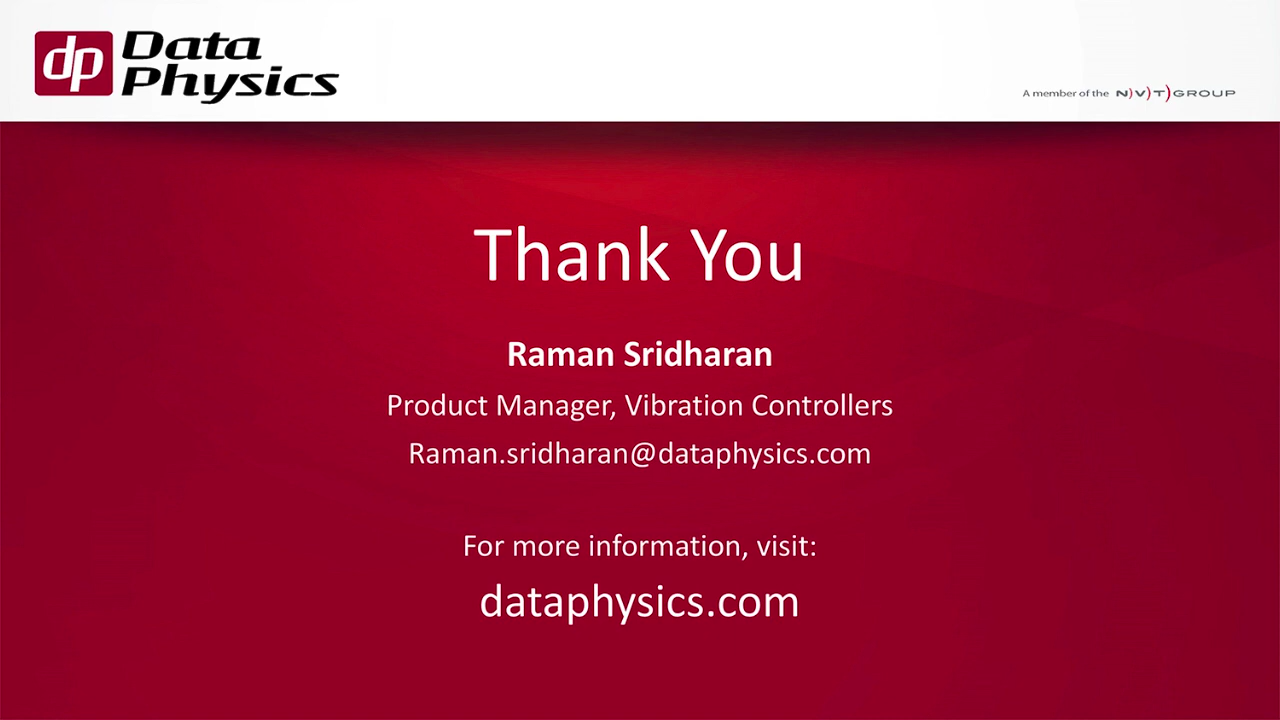 dp Data
Physics
A member of the N)V)T)GROUP
Thank You
Raman Sridharan
Product Manager, Vibration Controllers
Raman.sridharan@dataphysics.com
For more information, visit:
dataphysics.com